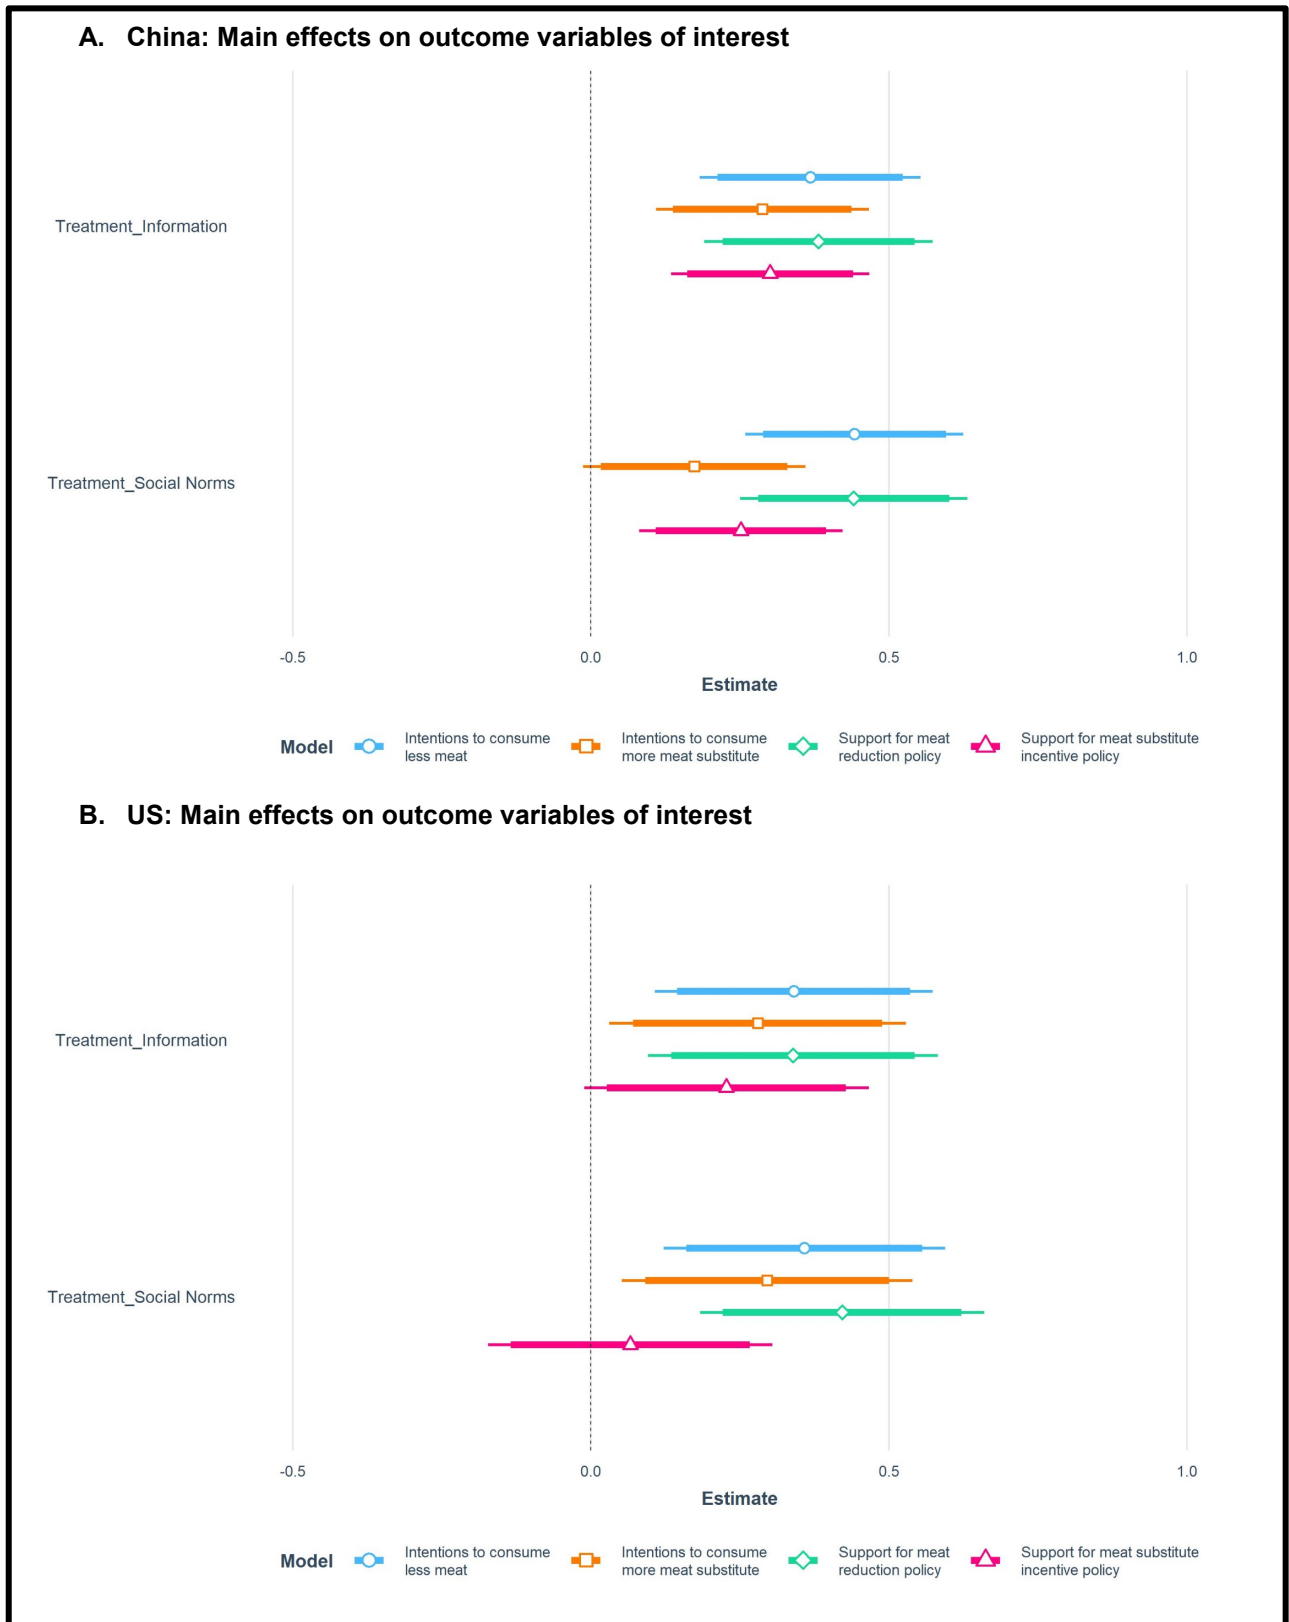 A. China: Main effects on outcome variables of interest
Treatment_Information
Treatment_Social Norms
-0.5 0.0 0.5 1.0
Estimate
Model Intentions to consume less meat Intentions to consume more meat substitute Support for meat reduction policy Support for meat substitute incentive policy
B. US: Main effects on outcome variables of interest
Treatment_Information
Treatment_Social Norms
-0.5 0.0 0.5 1.0
Estimate
Model Intentions to consume less meat Intentions to consume more meat substitute Support for meat reduction policy Support for meat substitute incentive policy